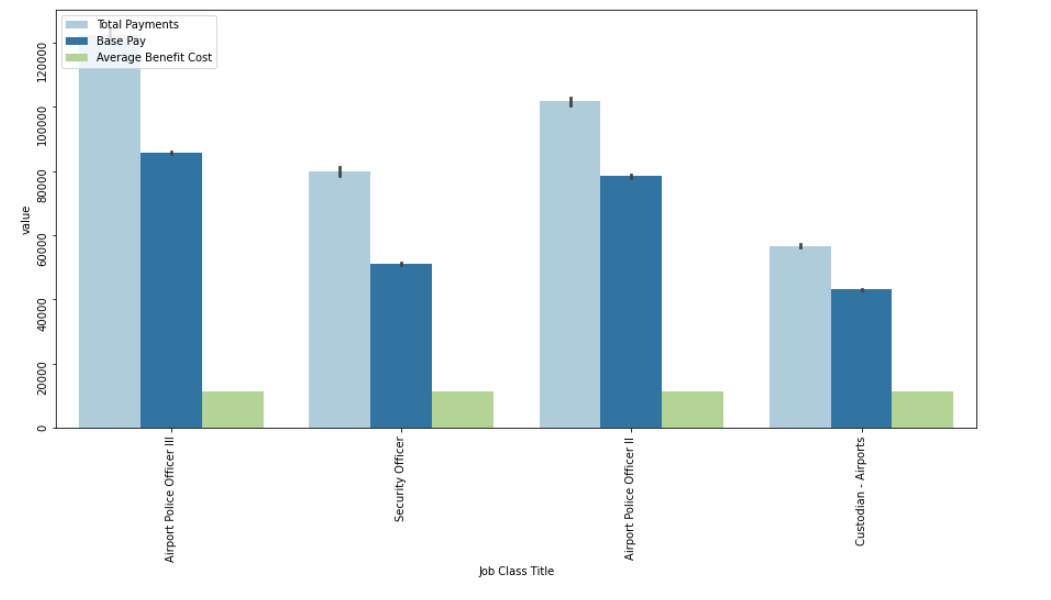 Total Payments
Base Pay
Average Benefit Cost
120000
100000
80000
60000
40000
20000
0
value
Airport Police Officer III
Security Officer
Airport Police Officer II
Custodian - Airports
Job Class Title